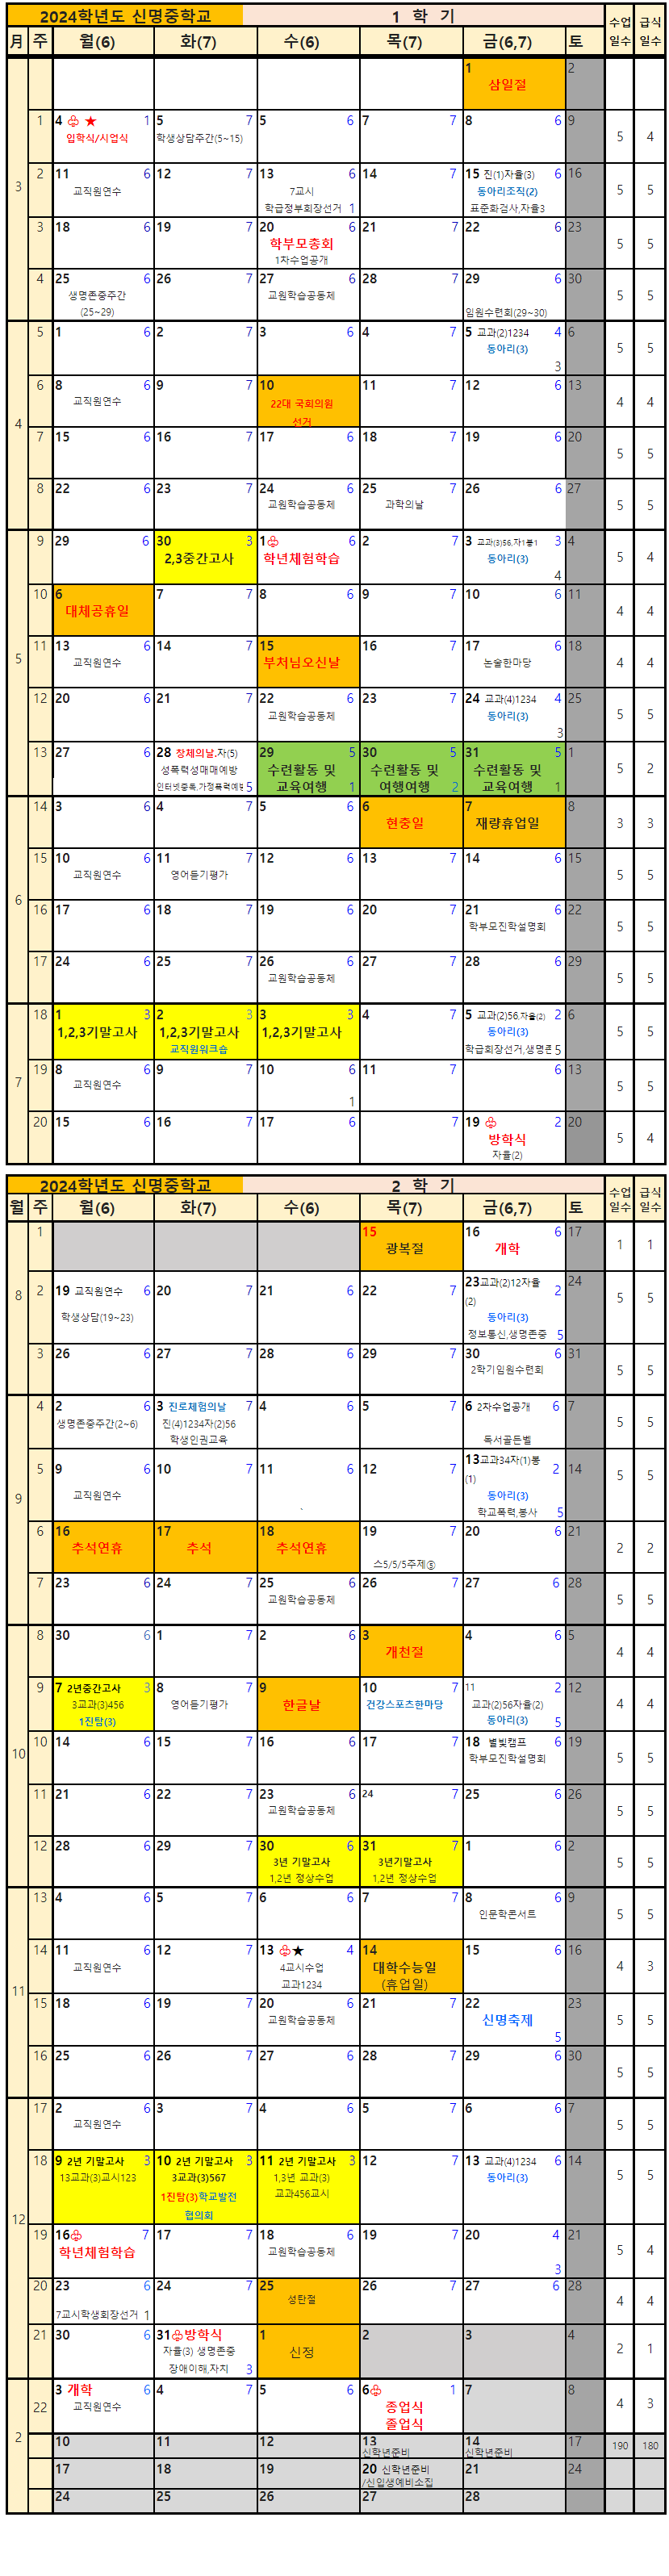 2024학년도 신명중학교 1 학 기 수업일수 급식일수
月 주 월(6) 화(7) 수(6) 목(7) 금(6,7) 토
3
1 삼일절 2
1 4 ♧ ★ 1 5 7 5 6 7 7 8 6 9 5 4
입학식/시업식 학생상담주간(5~15)
2 11 6 12 7 13 6 14 7 15 진(1)자율(3) 6 16 5 5
교직원연수 7교시 동아리조직(2)
학급정부회장선거 1 표준화검사,자율3
3 18 6 19 7 20 6 21 7 22 6 23 5 5
학부모총회
1차수업공개
4 25 6 26 7 27 6 28 7 29 6 30 5 5
생명존중주간 교원학습공동체
(25~29) 임원수련회(29~30)
4
5 1 6 2 7 3 6 4 7 5 교과(2)1234 4 6 5 5
동아리(3)
3
6 8 6 9 7 10 11 7 12 6 13 4 4
교직원연수 22대 국회의원
선거
7 15 6 16 7 17 6 18 7 19 6 20 5 5
8 22 6 23 7 24 6 25 7 26 6 27 5 5
교원학습공동체 과학의날
5
9 29 6 30 3 1♧ 6 2 7 3 교과(3)56,자1봉1 3 4 5 4
2,3중간고사 학년체험학습 동아리(3)
4
10 6 7 7 8 6 9 7 10 6 11 4 4
대체공휴일
11 13 6 14 7 15 16 7 17 6 18 4 4
교직원연수 부처님오신날 논술한마당
12 20 6 21 7 22 6 23 7 24 교과(4)1234 4 25 5 5
교원학습공동체 동아리(3)
3
13 27 6 28 창체의날.자(5) 29 5 30 5 31 5 1 5 2
성폭력성매매예방 수련활동 및 수련활동 및 수련활동 및
인터넷중독,가정폭력예방 5 교육여행 1 여행여행 2 교육여행 1
6
14 3 6 4 7 5 6 6 7 8 3 3
현충일 재량휴업일
15 10 6 11 7 12 6 13 7 14 6 15 5 5
교직원연수 영어듣기평가
16 17 6 18 7 19 6 20 7 21 6 22 5 5
학부모진학설명회
17 24 6 25 7 26 6 27 7 28 6 29 5 5
교원학습공동체
7
18 1 3 2 3 3 3 4 7 5 교과(2)56,자율(2) 2 6 5 5
1,2,3기말고사 1,2,3기말고사 1,2,3기말고사 동아리(3)
교직원워크숍 학급회장선거,생명존 5
19 8 6 9 7 10 6 11 7 6 13 5 5
교직원연수 1
20 15 6 16 7 17 6 7 19 ♧ 2 20 5 4
방학식
자율(2)
2024학년도 신명중학교 2 학 기 수업일수 급식일수
월 주 월(6) 화(7) 수(6) 목(7) 금(6,7) 토
8
1 15 16 6 17 1 1
광복절 개학
2 19 교직원연수 6 20 7 21 6 22 7 23교과(2)12자율(2) 2 24 5 5
학생상담(19~23) 동아리(3)
정보통신,생명존중 5
3 26 6 27 7 28 6 29 7 30 6 31 5 5
2학기임원수련회
9
4 2 6 3 진로체험의날 7 4 6 5 7 6 2차수업공개 6 7 5 5
생명존중주간(2~6) 진(4)1234자(2)56
학생인권교육 독서골든벨
5 9 6 10 7 11 6 12 7 13교과34자(1)봉(1) 2 14 5 5
교직원연수 ` 동아리(3)
학교폭력,봉사 5
6 16 17 18 19 7 20 6 21 2 2
추석연휴 추석 추석연휴
스5/5/5주제⑤
7 23 6 24 7 25 6 26 7 27 6 28 5 5
교원학습공동체
10
8 30 6 1 7 2 6 3 4 6 5 4 4
개천절
9 7 2년중간고사 3 8 7 9 10 7 11 2 12 4 4
3교과(3)456 영어듣기평가 한글날 건강스포츠한마당 교과(2)56자율(2)
1진탐(3) 동아리(3) 5
10 14 6 15 7 16 6 17 7 18 별빛캠프 6 19 5 5
학부모진학설명회
11 21 6 22 7 23 6 24 7 25 6 26 5 5
교원학습공동체
12 28 6 29 7 30 6 31 7 1 6 2 5 5
3년 기말고사 3년기말고사
1,2년 정상수업 1,2년 정상수업
11
13 4 6 5 7 6 6 7 7 8 6 9 5 5
인문학콘서트
14 11 6 12 7 13 ♧★ 4 14 15 6 16 4 3
교직원연수 4교시수업 대학수능일
교과1234 (휴업일)
15 18 6 19 7 20 6 21 7 22 23 5 5
교원학습공동체 신명축제
5
16 25 6 26 7 27 6 28 7 29 6 30 5 5
12
17 2 6 3 7 4 6 5 7 6 6 7 5 5
교직원연수
18 9 2년 기말고사 3 10 2년 기말고사 3 11 2년 기말고사 3 12 7 13 교과(4)1234 6 14 5 5
13교과(3)교시123 3교과(3)567 1,3년 교과(3) 동아리(3)
1진탐(3)학교발전 교과456교시
협의회
19 16♧ 7 17 7 18 6 19 7 20 4 21 5 4
학년체험학습 교원학습공동체
3
20 23 6 24 7 25 26 7 27 6 28 4 4
성탄절
7교시학생회장선거 1
21 30 6 31♧방학식 1 2 3 4 2 1
자율(3) 생명존중 신정
장애이해,자치 3
2
22 3 개학 6 4 7 5 6 6♧ 1 7 8 4 3
교직원연수 종업식
졸업식
10 11 12 13 14 17 190 180
신학년준비 신학년준비
17 18 19 20 신학년준비 21 24
/신입생예비소집
24 25 26 27 28